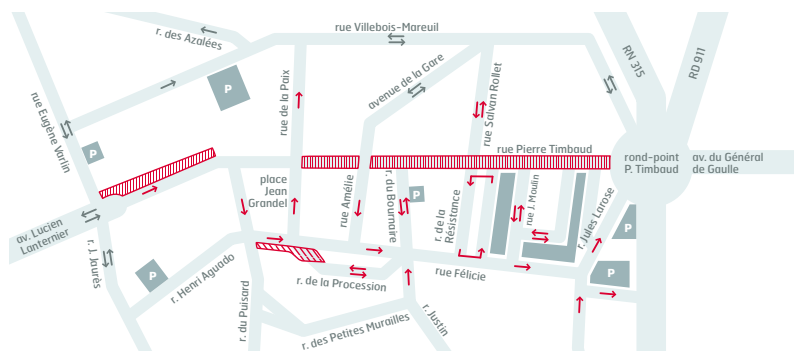 rue Villebois-Mareuil
r. des Azalées
RN 315
RD 911
avenue de la Gare
P
rue Eugène Varlin
rue de la Paix
rue Salvan Rollet
P
rue Pierre Timbaud
rond-point
P. Timbaud
av. du Général
de Gaulle
place
Jean
Grandel
rue Amélie
r. du Bournaire
P
r. de la
Résistance
rue J. Moulin
r. Jules Larose
P
av. Lucien
Lanternier
r. J. Jaurès
P
r. Henri Aguado
rue Félicie
P
r. de la Procession
r. du Puisard
r. des Petites Murailles
r. Justin